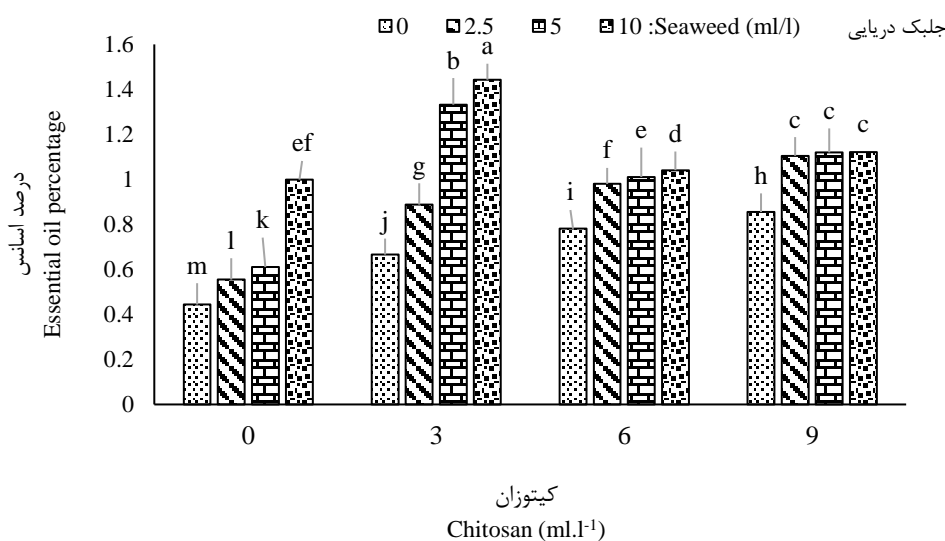 جلبک دریایی :Seaweed (ml/l) 0 2.5 5 10
1.6
1.4
1.2
1
0.8
0.6
0.4
0.2
0
درصد اسانسی
Essential oil percentage
m l k ef
j g b a
i f e d
h c c c
0 3 6 9
کیتوزان
Chitosan (ml.l⁻¹)